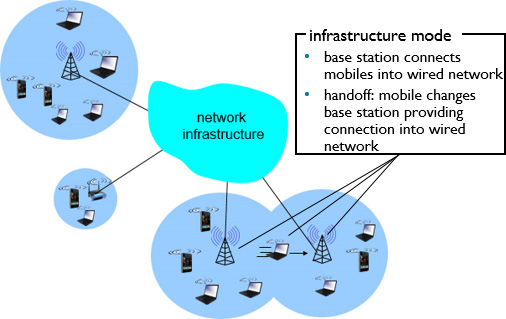 infrastructure mode
• base station connects
mobiles into wired network
• handoff: mobile changes
base station providing
connection into wired
network
network
infrastructure